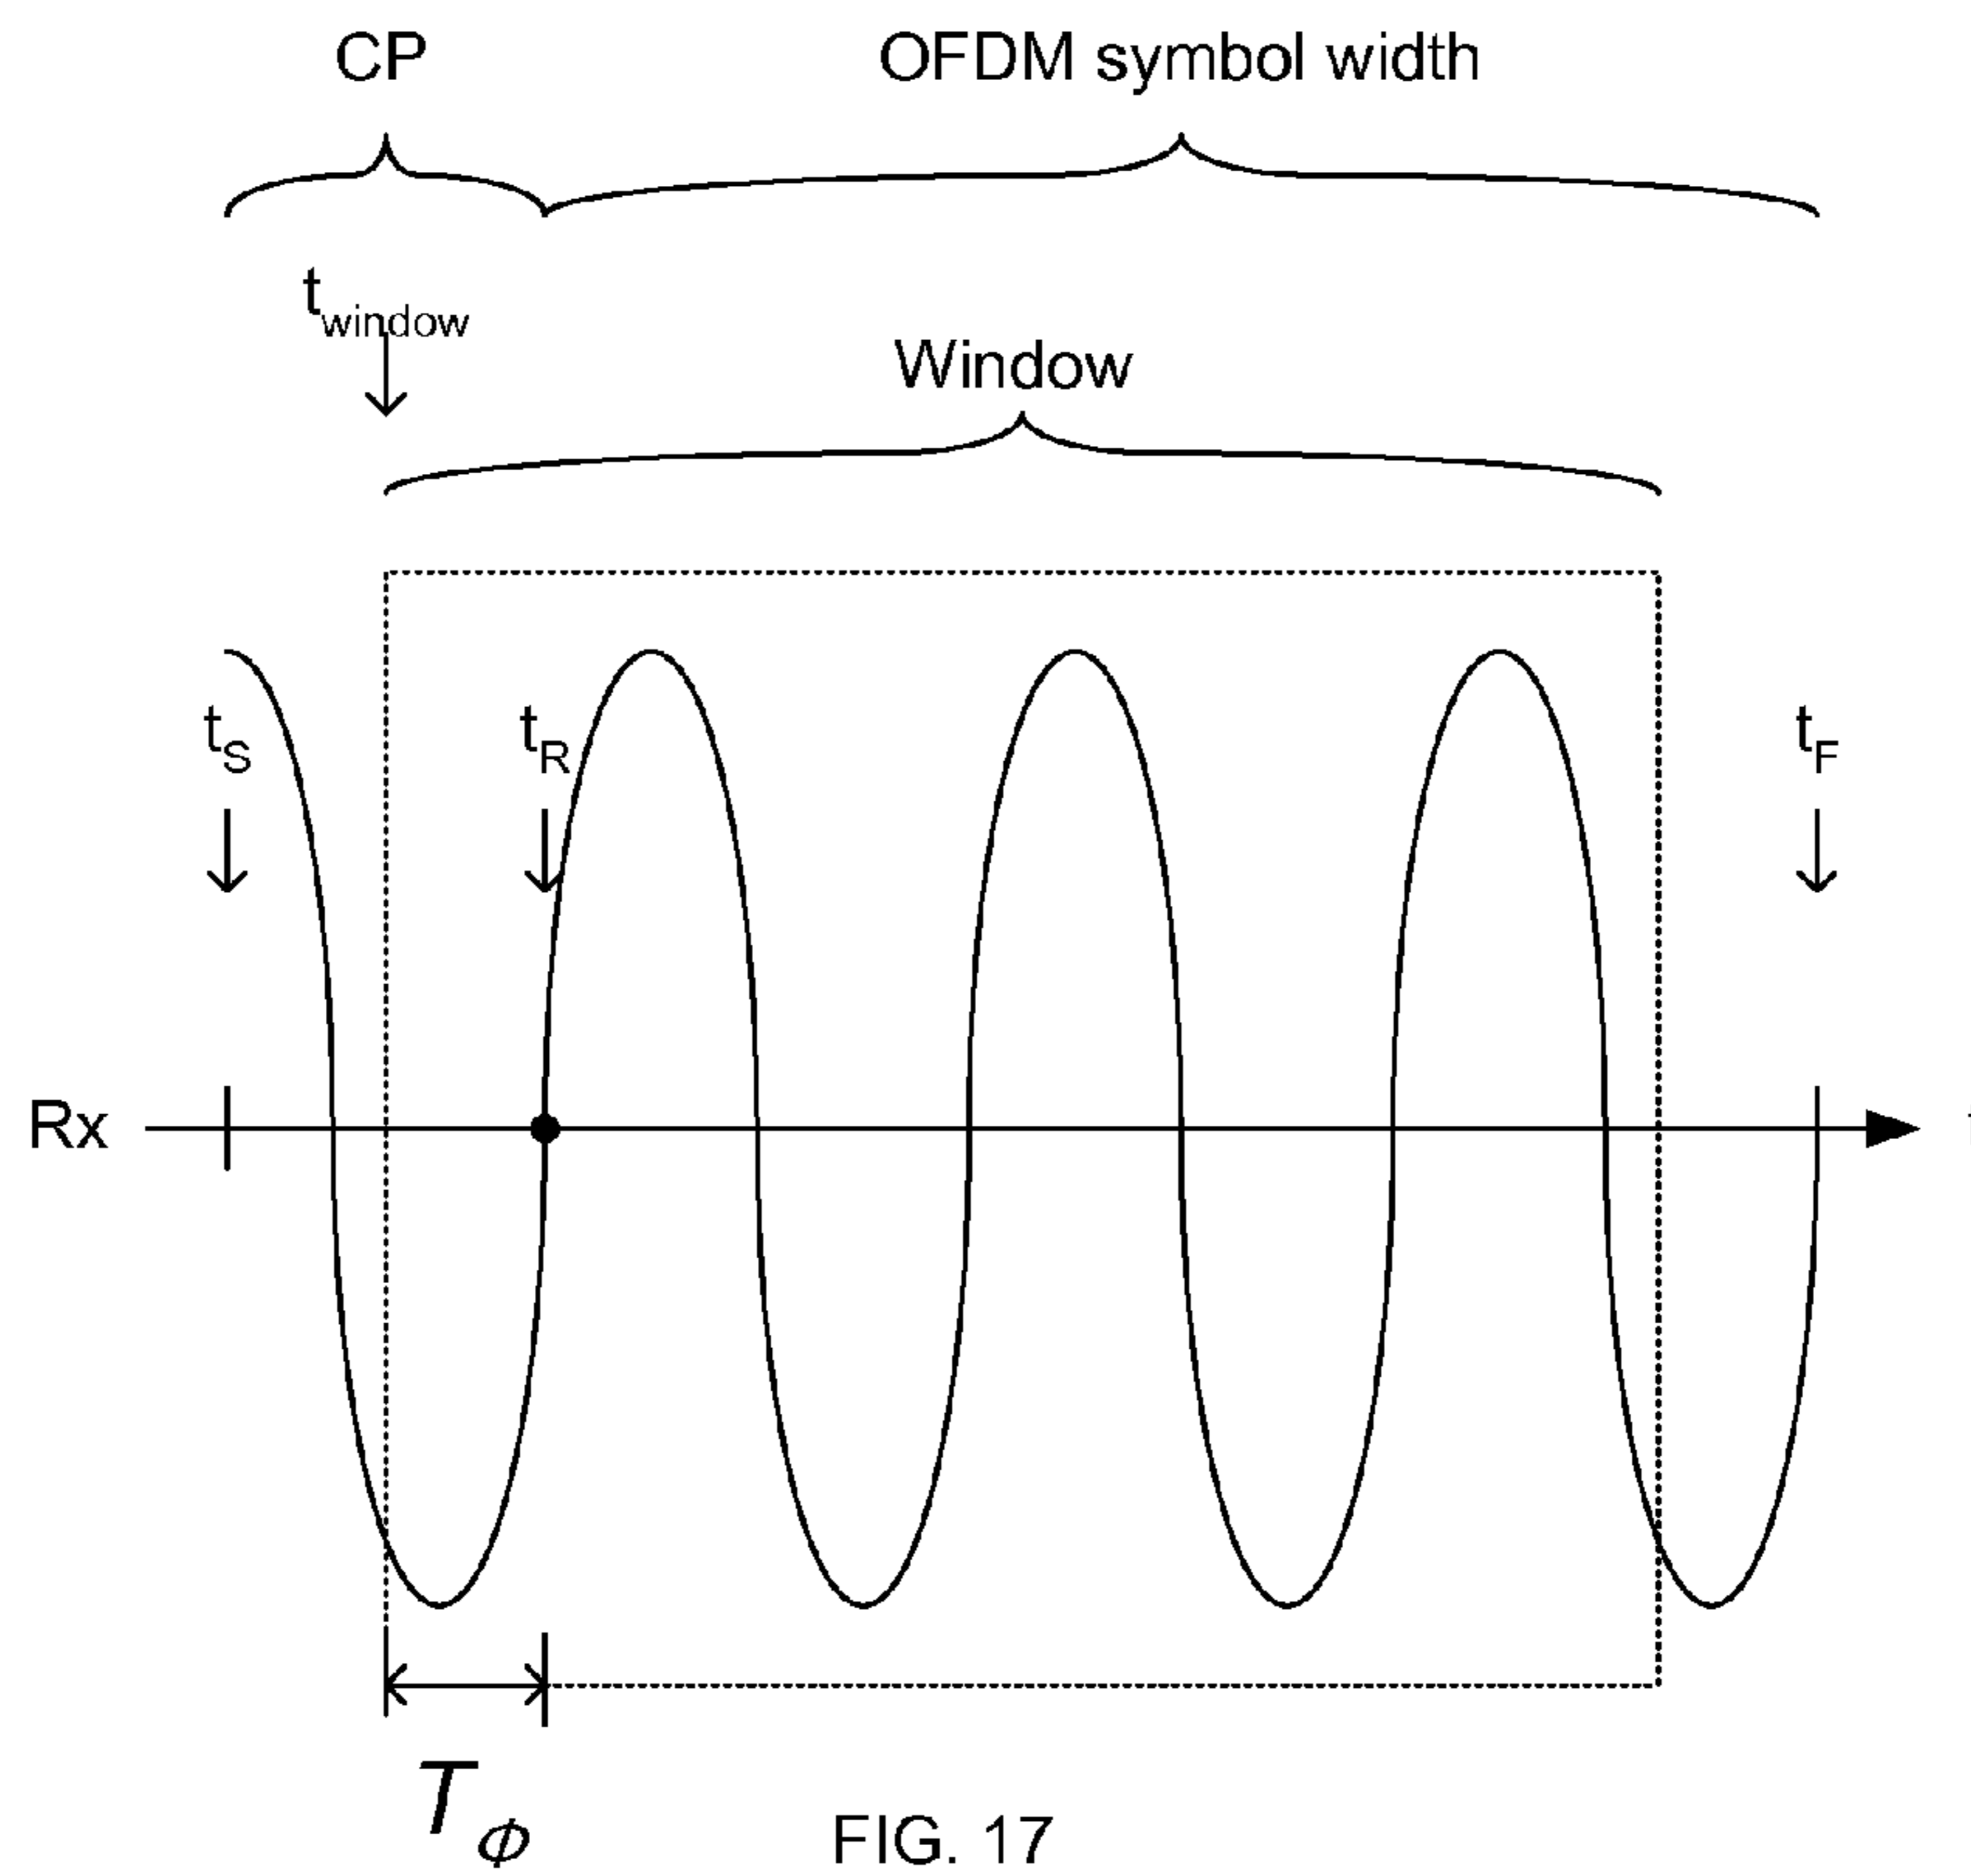 CP
OFDM symbol width
t_window
Window
t_S
t_R
t_F
Rx
T_ϕ
FIG. 17